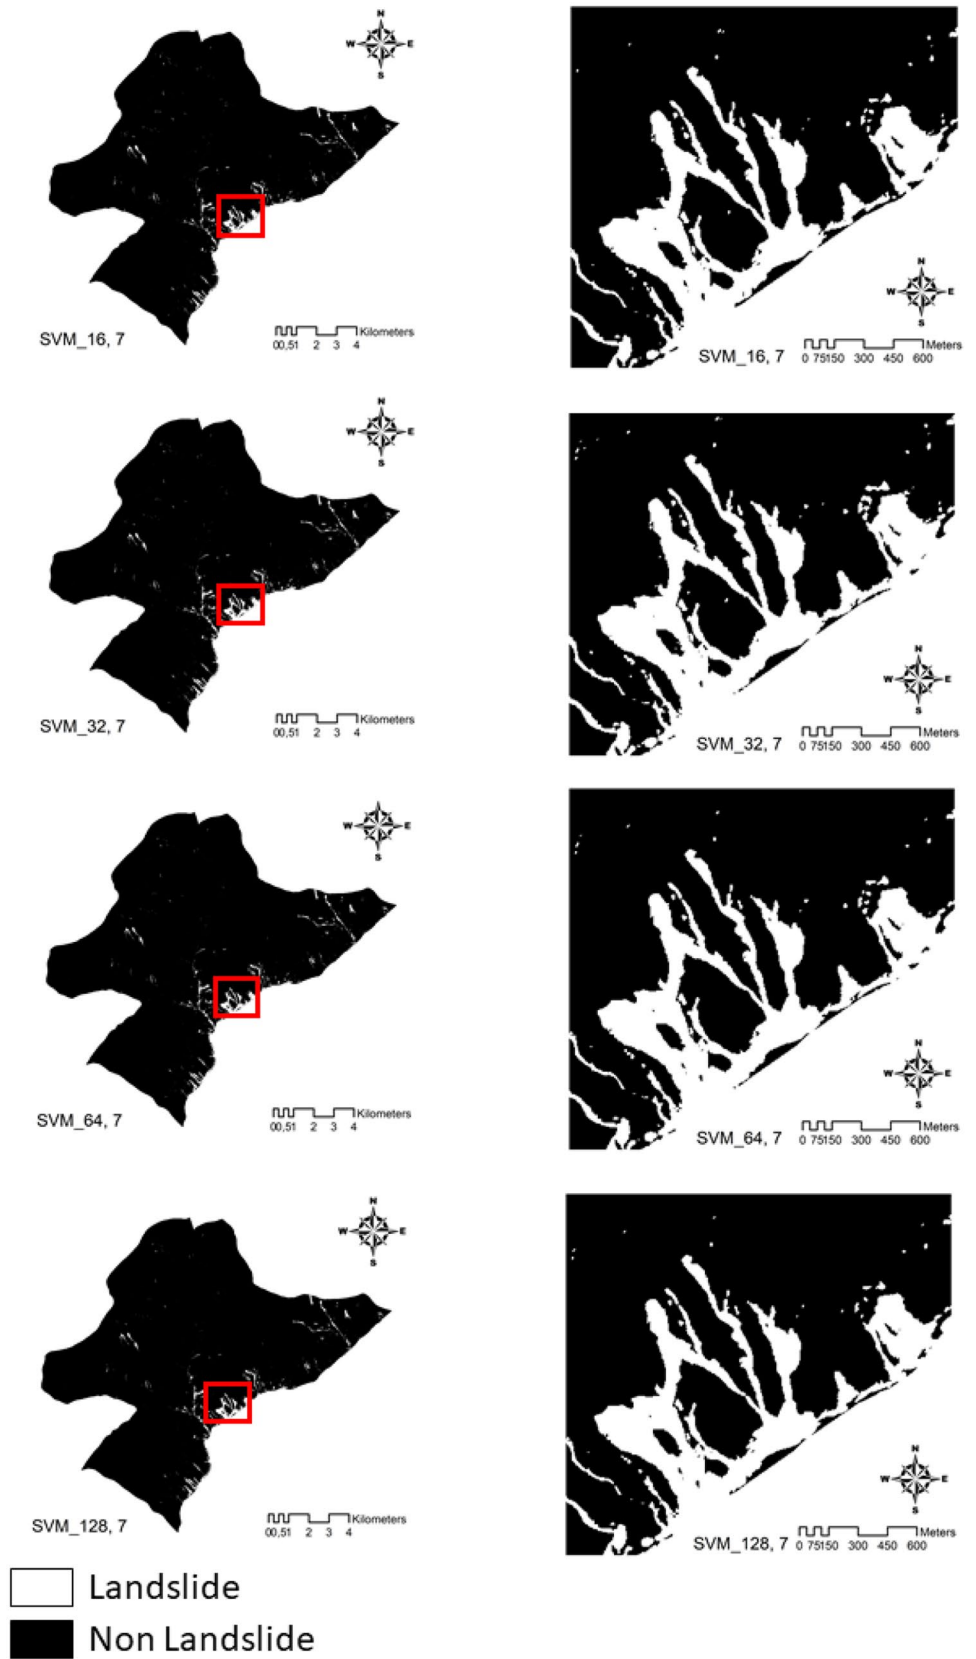 N
W E
S
SVM_16, 7
Kilometers
00,51 2 3 4
N
W E
S
SVM_16, 7
Meters
0 75150 300 450 600
N
W E
S
SVM_32, 7
Kilometers
00,51 2 3 4
N
W E
S
SVM_32, 7
Meters
0 75150 300 450 600
N
W E
S
SVM_64, 7
Kilometers
00,51 2 3 4
N
W E
S
SVM_64, 7
Meters
0 75150 300 450 600
N
W E
S
SVM_128, 7
Kilometers
00,51 2 3 4
N
W E
S
SVM_128, 7
Meters
0 75150 300 450 600
Landslide
Non Landslide